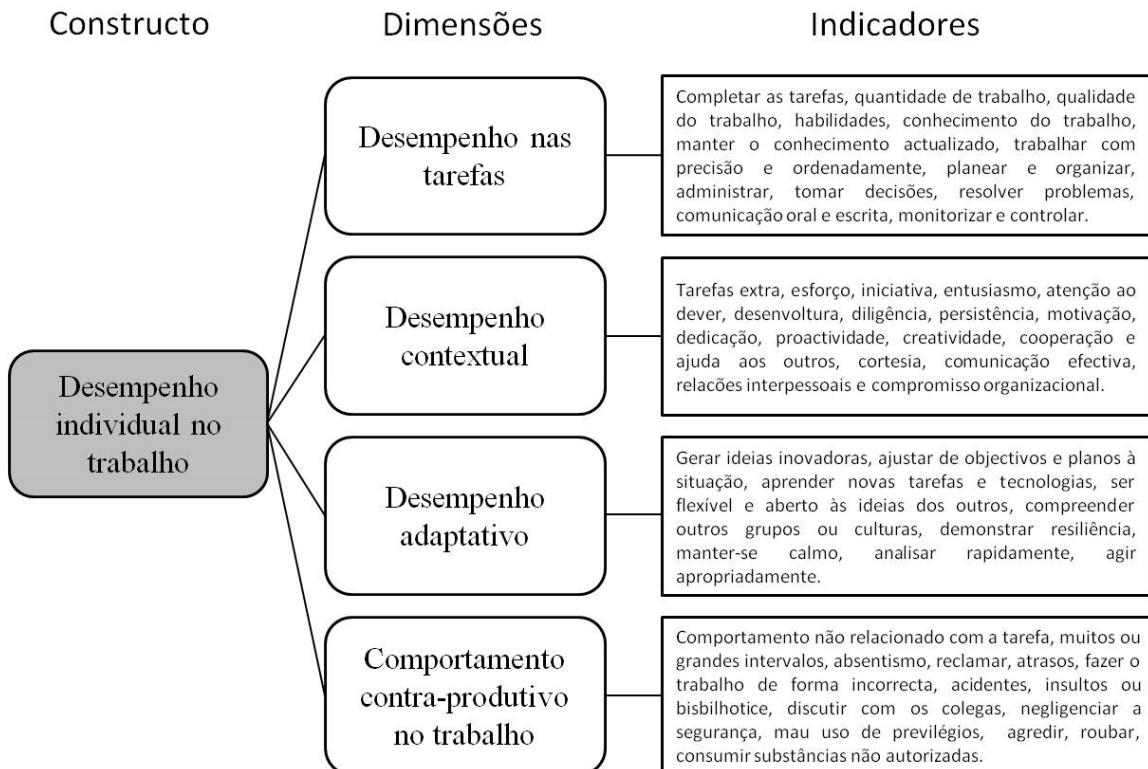 Constructo
Dimensões
Indicadores
Desempenho individual no trabalho
Desempenho nas tarefas
Completar as tarefas, quantidade de trabalho, qualidade
do trabalho, habilidades, conhecimento do trabalho,
manter o conhecimento actualizado, trabalhar com
precisão e ordenadamente, planear e organizar,
administrar, tomar decisões, resolver problemas,
comunicação oral e escrita, monitorizar e controlar.
Desempenho contextual
Tarefas extra, esforço, iniciativa, entusiasmo, atenção ao
dever, desenvoltura, diligência, persistência, motivação,
dedicação, proactividade, creatividade, cooperação e
ajuda aos outros, cortesia, comunicação efectiva,
relacões interpessoais e compromisso organizacional.
Desempenho adaptativo
Gerar ideias inovadoras, ajustar de objectivos e planos à
situação, aprender novas tarefas e tecnologias, ser
flexível e aberto às ideias dos outros, compreender
outros grupos ou culturas, demonstrar resiliência,
manter-se calmo, analisar rapidamente, agir
apropriadamente.
Comportamento contra-produtivo no trabalho
Comportamento não relacionado com a tarefa, muitos ou
grandes intervalos, absentismo, reclamar, atrasos, fazer o
trabalho de forma incorrecta, acidentes, insultos ou
bisbilhotice, discutir com os colegas, negligenciar a
segurança, mau uso de previlégios, agredir, roubar,
consumir substâncias não autorizadas.